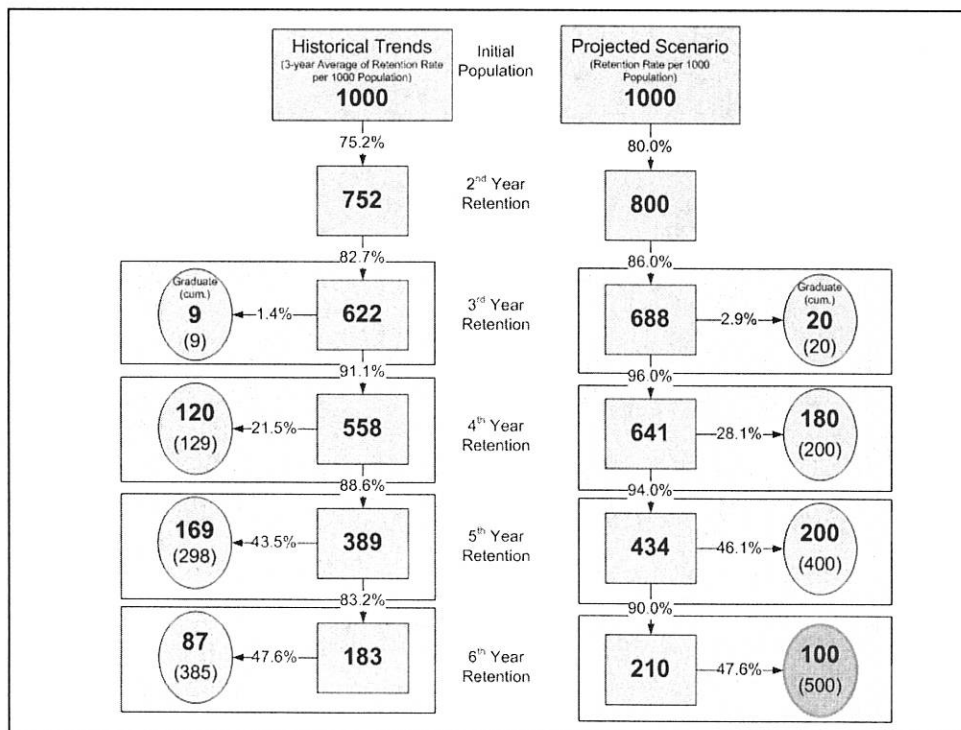 Historical Trends
(3-year Average of Retention Rate
per 1000 Population)
1000
Initial
Population
Projected Scenario
(Retention Rate per 1000
Population)
1000
75.2%
80.0%
752
2nd Year
Retention
800
82.7%
86.0%
Graduate
(cum.)
9
(9)
1.4%
622
3rd Year
Retention
688
2.9%
Graduate
(cum.)
20
(20)
91.1%
96.0%
120
(129)
21.5%
558
4th Year
Retention
641
28.1%
180
(200)
88.6%
94.0%
169
(298)
43.5%
389
5th Year
Retention
434
46.1%
200
(400)
83.2%
90.0%
87
(385)
47.6%
183
6th Year
Retention
210
47.6%
100
(500)